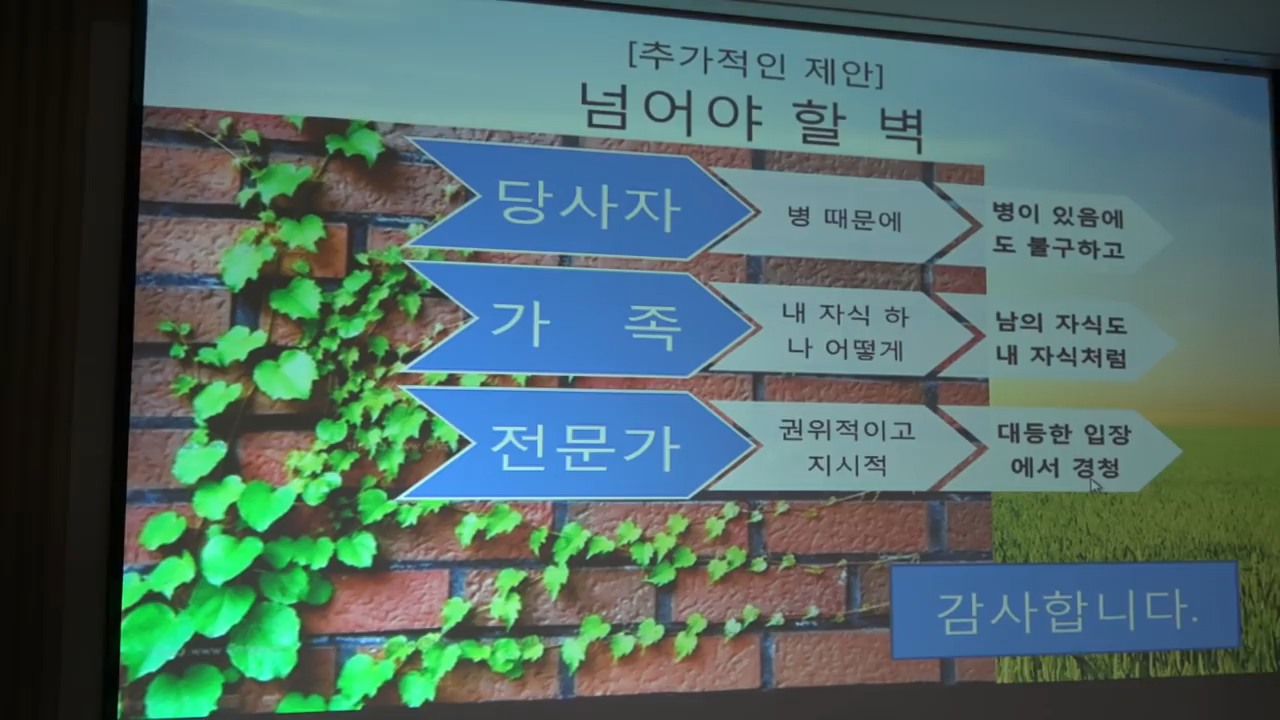 [추가적인 제안]
넘어야 할 벽
당사자
병 때문에
병이 있음에
도 불구하고
가 족
내 자식 하
나 어떻게
남의 자식도
내 자식처럼
전문가
권위적이고
지시적
대등한 입장
에서 경청
감사합니다.